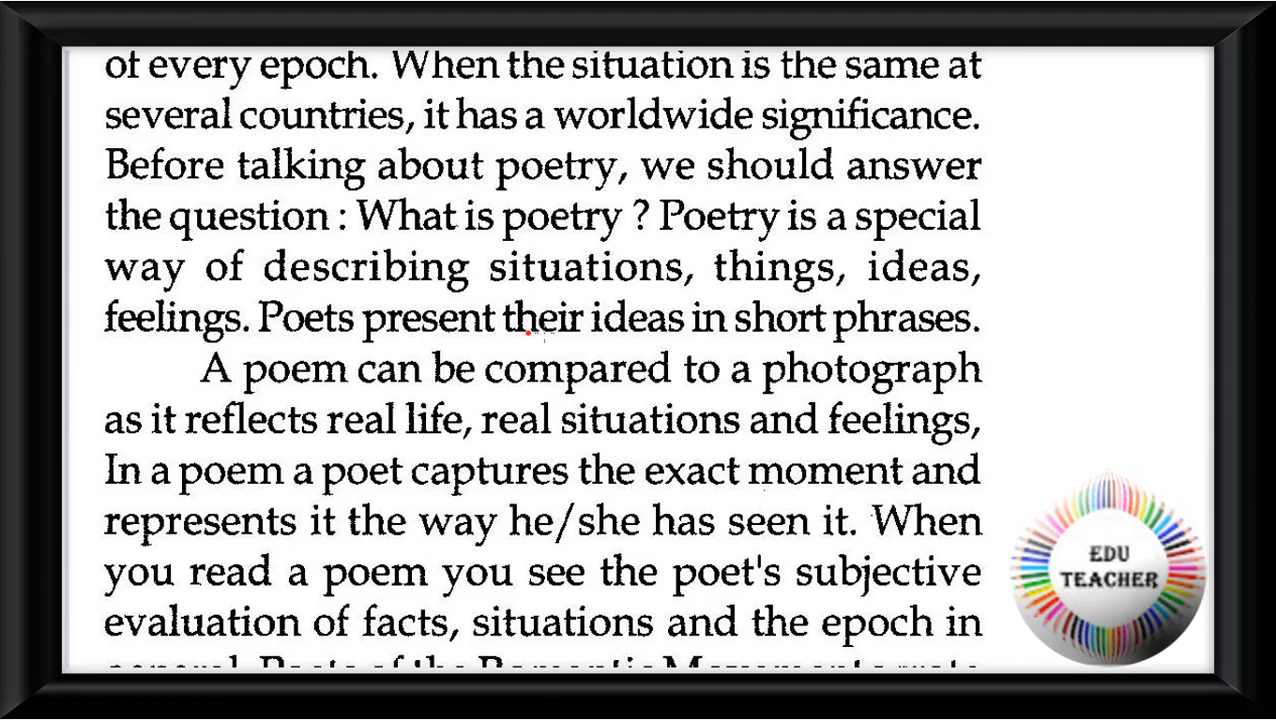 of every epoch. When the situation is the same at
several countries, it has a worldwide significance.
Before talking about poetry, we should answer
the question : What is poetry ? Poetry is a special
way of describing situations, things, ideas,
feelings. Poets present their ideas in short phrases.
A poem can be compared to a photograph
as it reflects real life, real situations and feelings,
In a poem a poet captures the exact moment and
represents it the way he/she has seen it. When
you read a poem you see the poet's subjective
evaluation of facts, situations and the epoch in
general. Poets of the Romantic
EDU
TEACHER